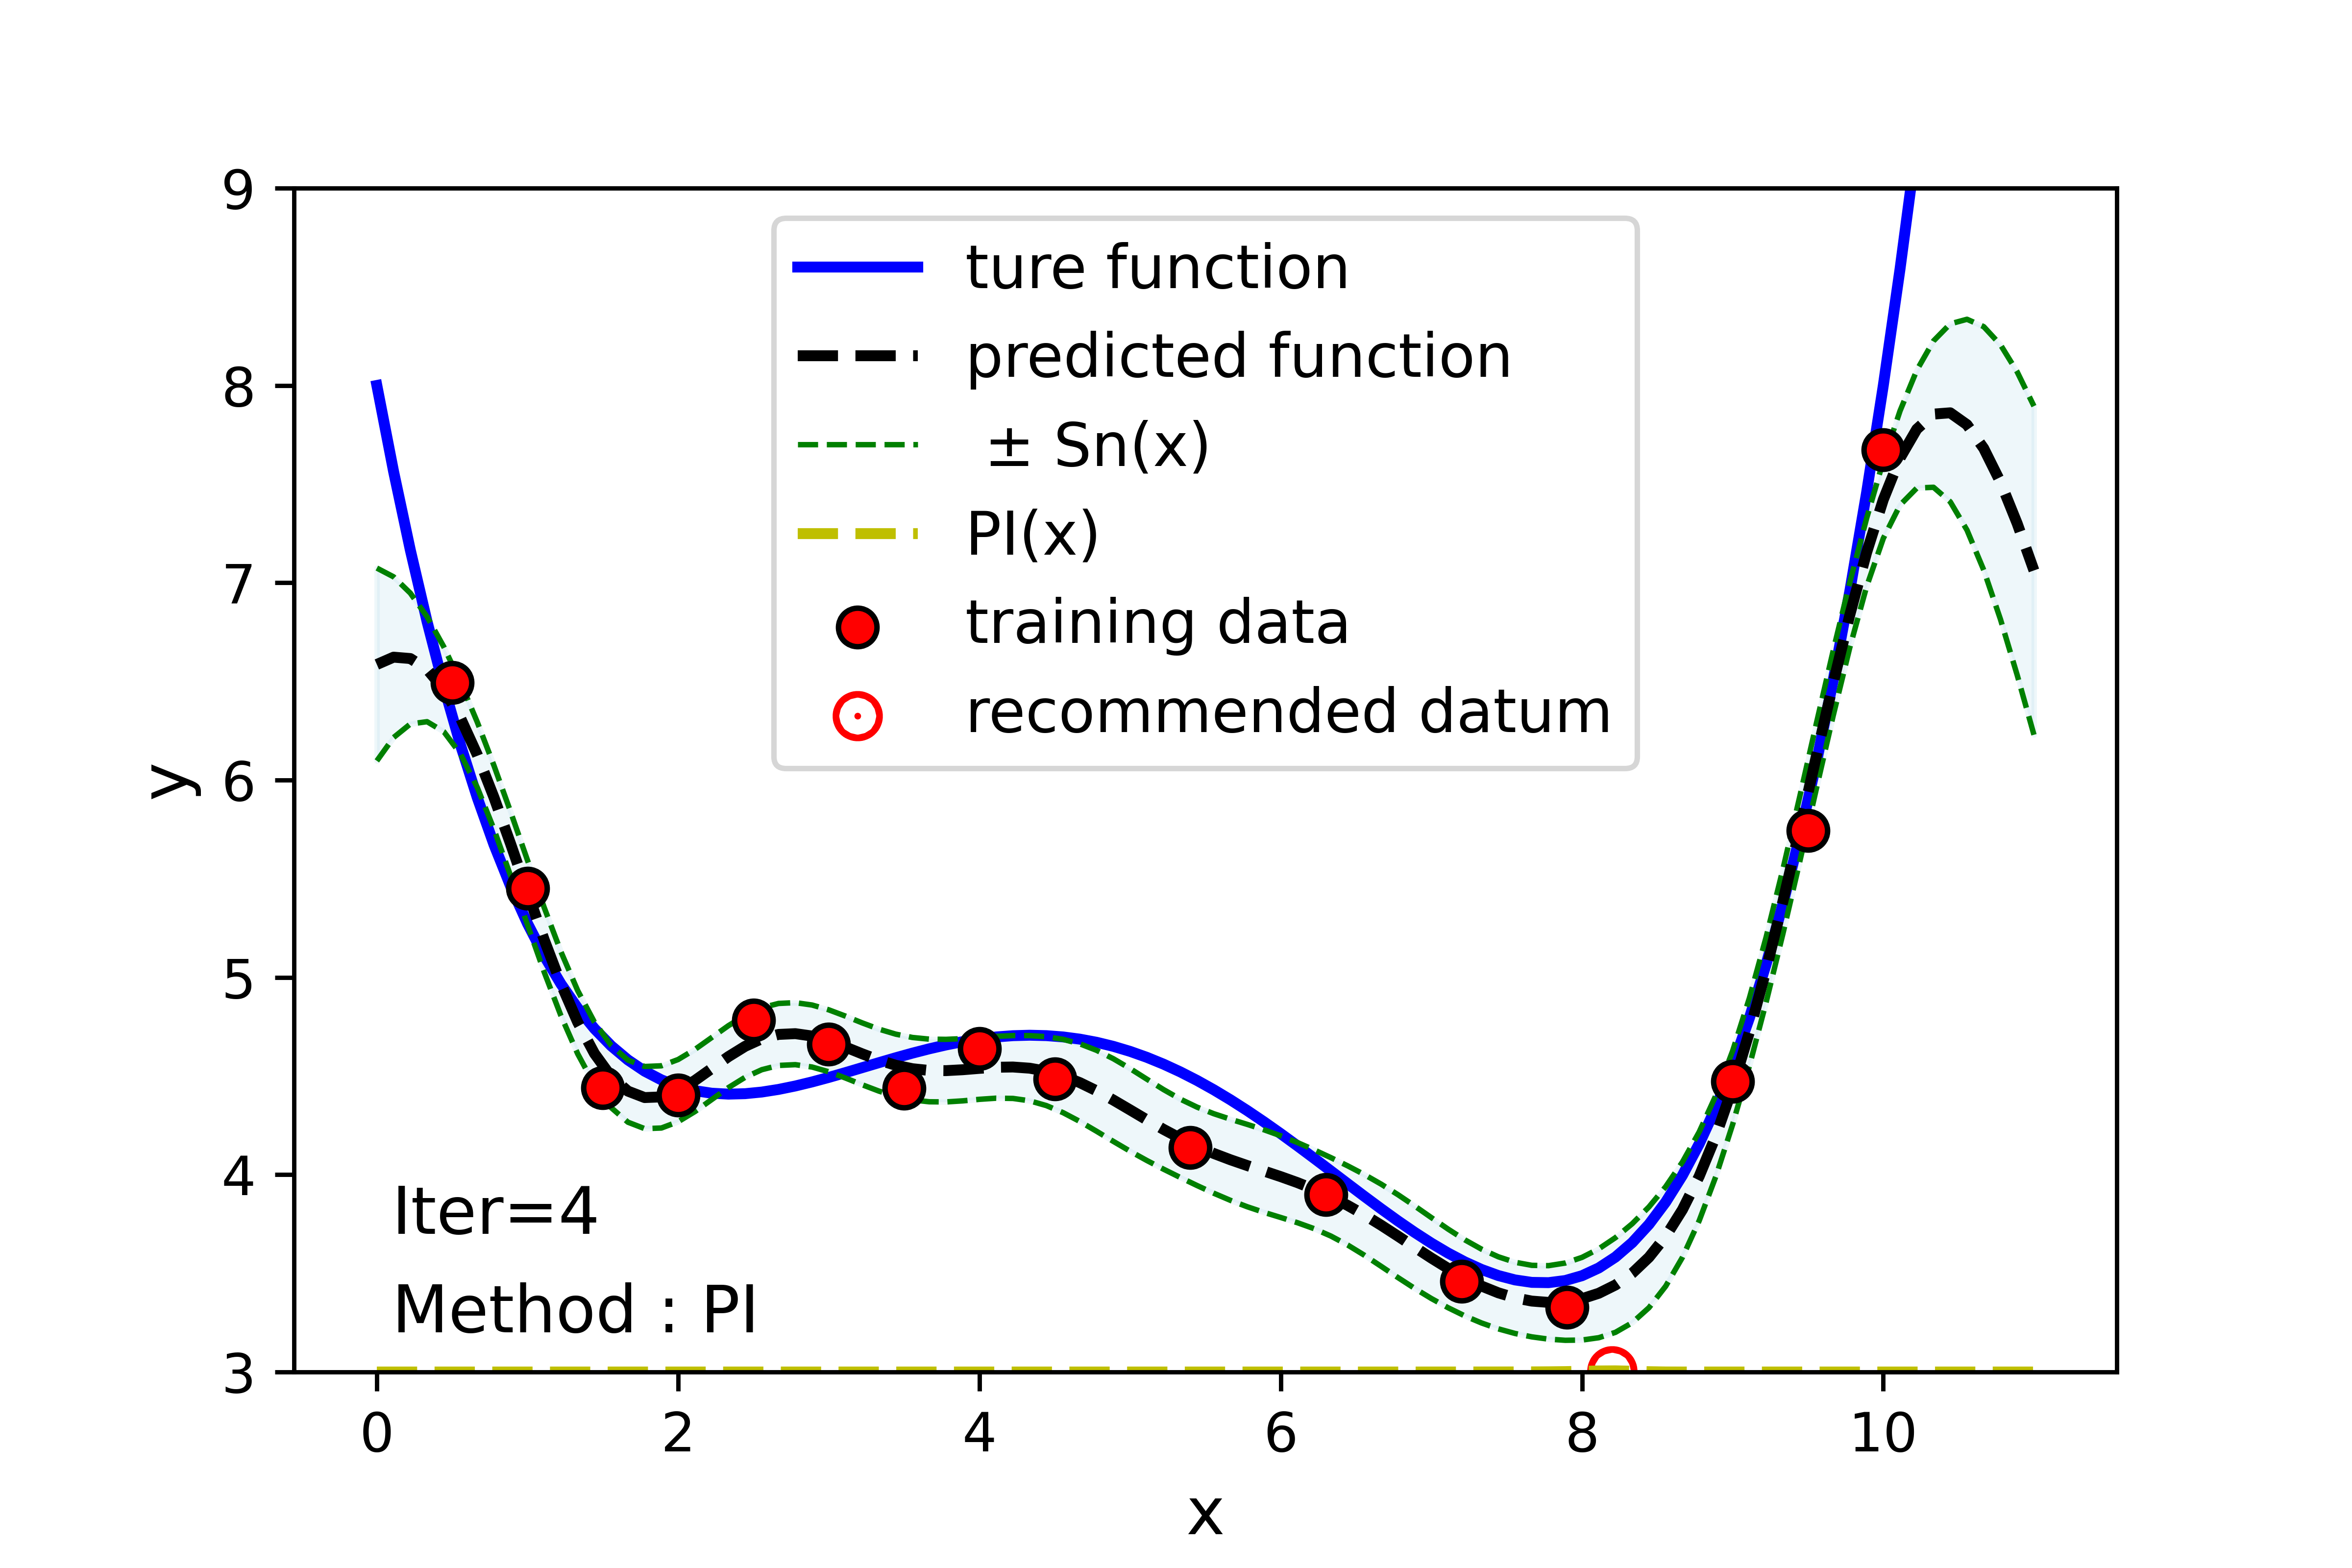 9
8
7
6
5
4
3
y
ture function
predicted function
± Sn(x)
PI(x)
training data
recommended datum
Iter=4
Method : PI
0 2 4 6 8 10
x